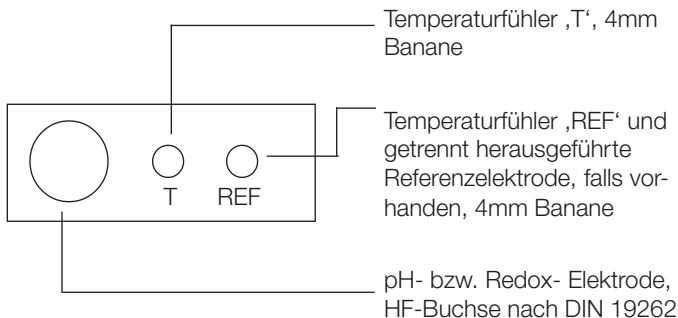 Temperaturfühler ‚T‘, 4mm
Banane
Temperaturfühler ‚REF‘ und
getrennt herausgeführte
Referenzelektrode, falls vor-
handen, 4mm Banane
T REF
pH- bzw. Redox- Elektrode,
HF-Buchse nach DIN 19262